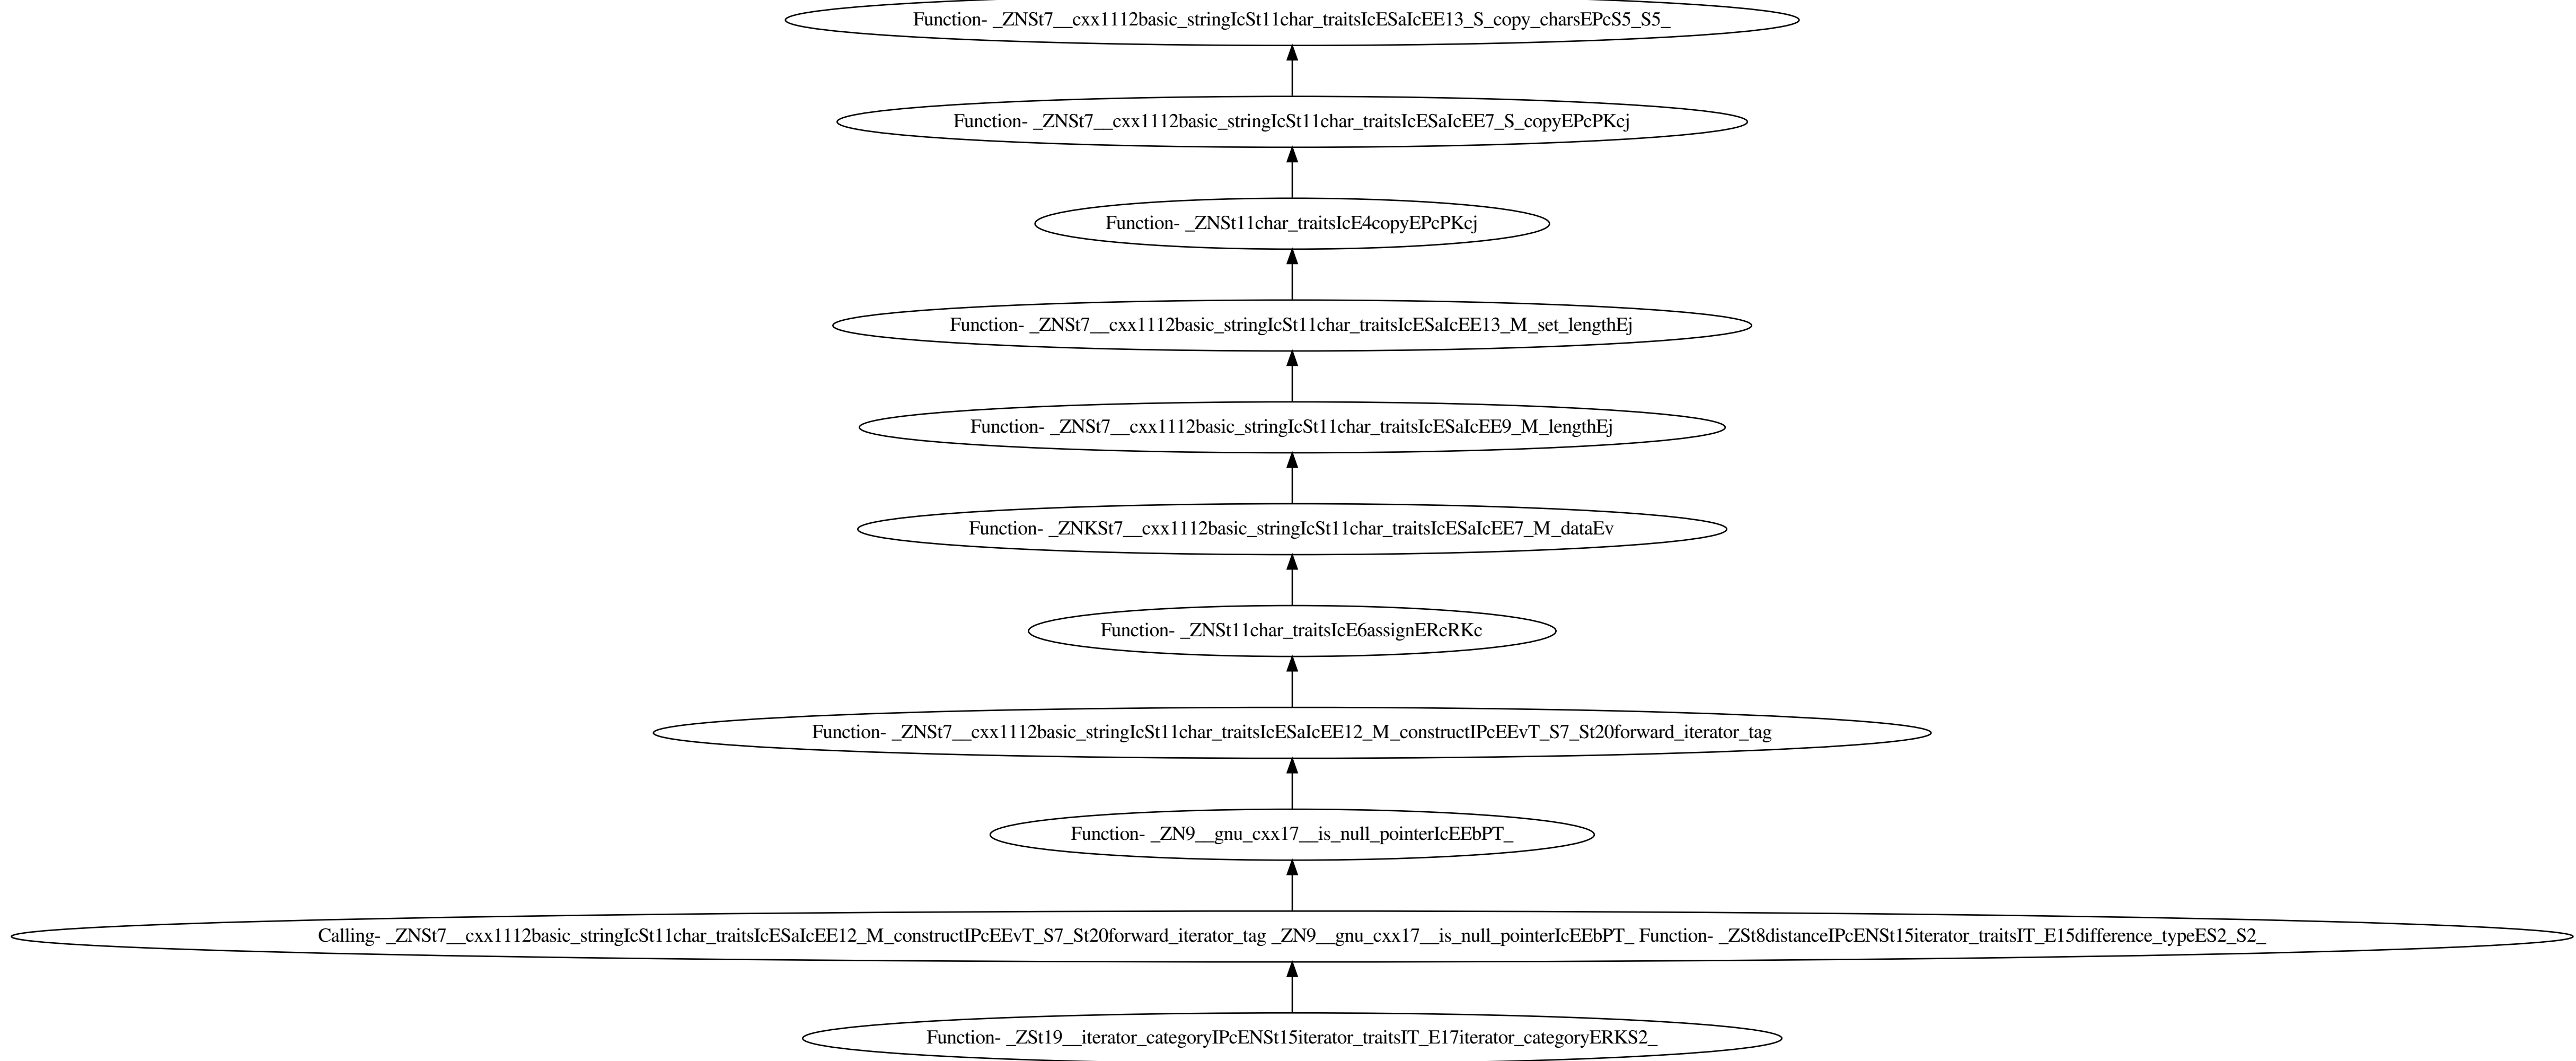 Function- _ZNSt7__cxx1112basic_stringIcSt11char_traitsIcESaIcEE13_S_copy_charsEPcS5_S5_
Function- _ZNSt7__cxx1112basic_stringIcSt11char_traitsIcESaIcEE7_S_copyEPcPKcj
Function- _ZNSt11char_traitsIcE4copyEPcPKcj
Function- _ZNSt7__cxx1112basic_stringIcSt11char_traitsIcESaIcEE13_M_set_lengthEj
Function- _ZNSt7__cxx1112basic_stringIcSt11char_traitsIcESaIcEE9_M_lengthEj
Function- _ZNKSt7__cxx1112basic_stringIcSt11char_traitsIcESaIcEE7_M_dataEv
Function- _ZNSt11char_traitsIcE6assignERcRKc
Function- _ZNSt7__cxx1112basic_stringIcSt11char_traitsIcESaIcEE12_M_constructIPcEEvT_S7_St20forward_iterator_tag
Function- _ZN9__gnu_cxx17__is_null_pointerIcEEbPT_
Calling- _ZNSt7__cxx1112basic_stringIcSt11char_traitsIcESaIcEE12_M_constructIPcEEvT_S7_St20forward_iterator_tag _ZN9__gnu_cxx17__is_null_pointerIcEEbPT_ Function- _ZSt8distanceIPcENSt15iterator_traitsIT_E15difference_typeES2_S2_
Function- _ZSt19__iterator_categoryIPcENSt15iterator_traitsIT_E17iterator_categoryERKS2_